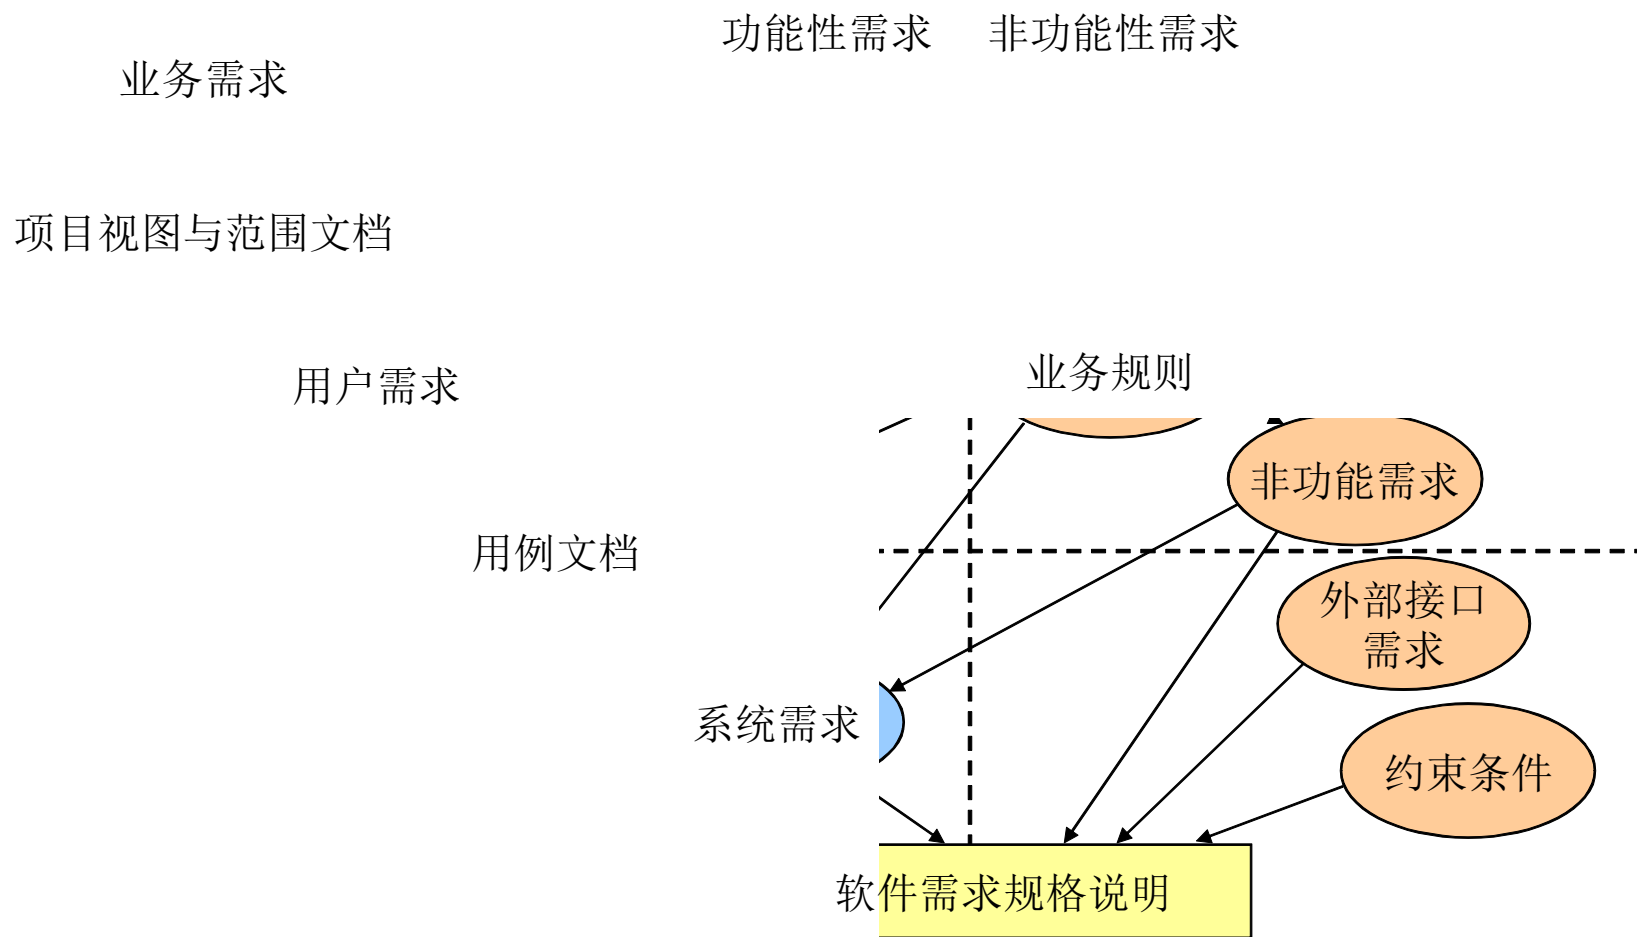 功能性需求 非功能性需求
业务需求
项目视图与范围文档
用户需求
业务规则
非功能需求
用例文档
外部接口
需求
系统需求
约束条件
软件需求规格说明